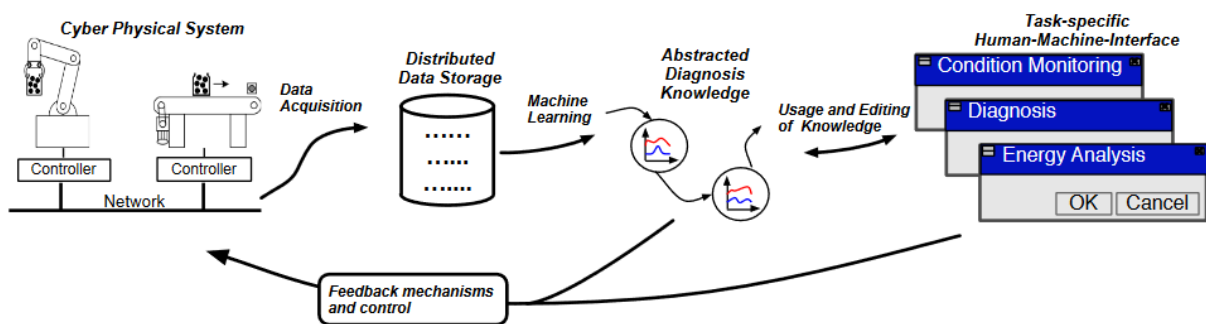 Cyber Physical System
Controller
Controller
Network
Data
Acquisition
Distributed
Data Storage
Machine
Learning
Abstracted
Diagnosis
Knowledge
Usage and Editing
of Knowledge
Task-specific
Human-Machine-Interface
Condition Monitoring
Diagnosis
Energy Analysis
OK
Cancel
Feedback mechanisms
and control